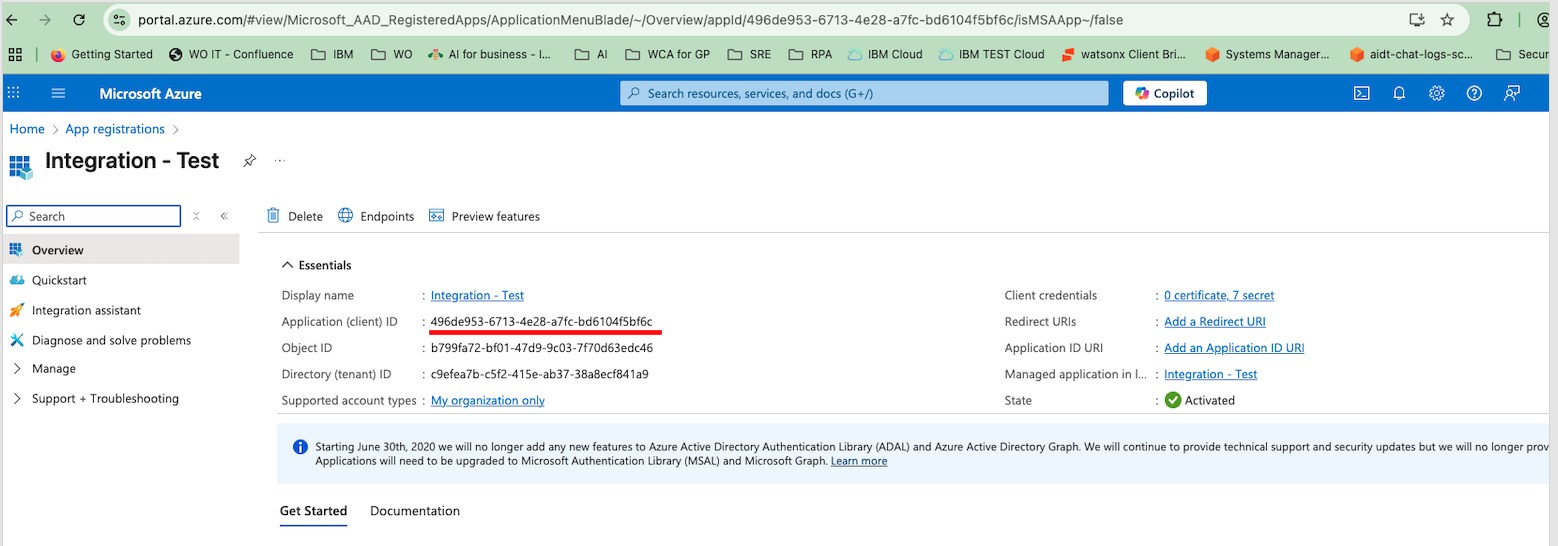 portal.azure.com/#view/Microsoft_AAD_RegisteredApps/ApplicationMenuBlade/~/Overview/appId/496de953-6713-4e28-a7fc-bd6104f5bf6c/isMSAApp~/false
Getting Started WO IT - Confluence IBM WO AI for business - I... AI WCA for GP SRE RPA IBM Cloud IBM TEST Cloud watsonx Client Bri... Systems Manager... aidt-chat-logs-sc... Secur
Microsoft Azure Search resources, services, and docs (G+/) Copilot
Home > App registrations >
Integration - Test ...
Search Delete Endpoints Preview features
Overview
Quickstart
Integration assistant
Diagnose and solve problems
Manage
Support + Troubleshooting
Essentials
Display name : Integration - Test
Application (client) ID : 496de953-6713-4e28-a7fc-bd6104f5bf6c
Object ID : b799fa72-bf01-47d9-9c03-7f70d63edc46
Directory (tenant) ID : c9efea7b-c5f2-415e-ab37-38a8ecf841a9
Supported account types : My organization only
Client credentials : 0 certificate, 7 secret
Redirect URIs : Add a Redirect URI
Application ID URI : Add an Application ID URI
Managed application in l... : Integration - Test
State : Activated
Starting June 30th, 2020 we will no longer add any new features to Azure Active Directory Authentication Library (ADAL) and Azure Active Directory Graph. We will continue to provide technical support and security updates but we will no longer prov
Applications will need to be upgraded to Microsoft Authentication Library (MSAL) and Microsoft Graph. Learn more
Get Started Documentation